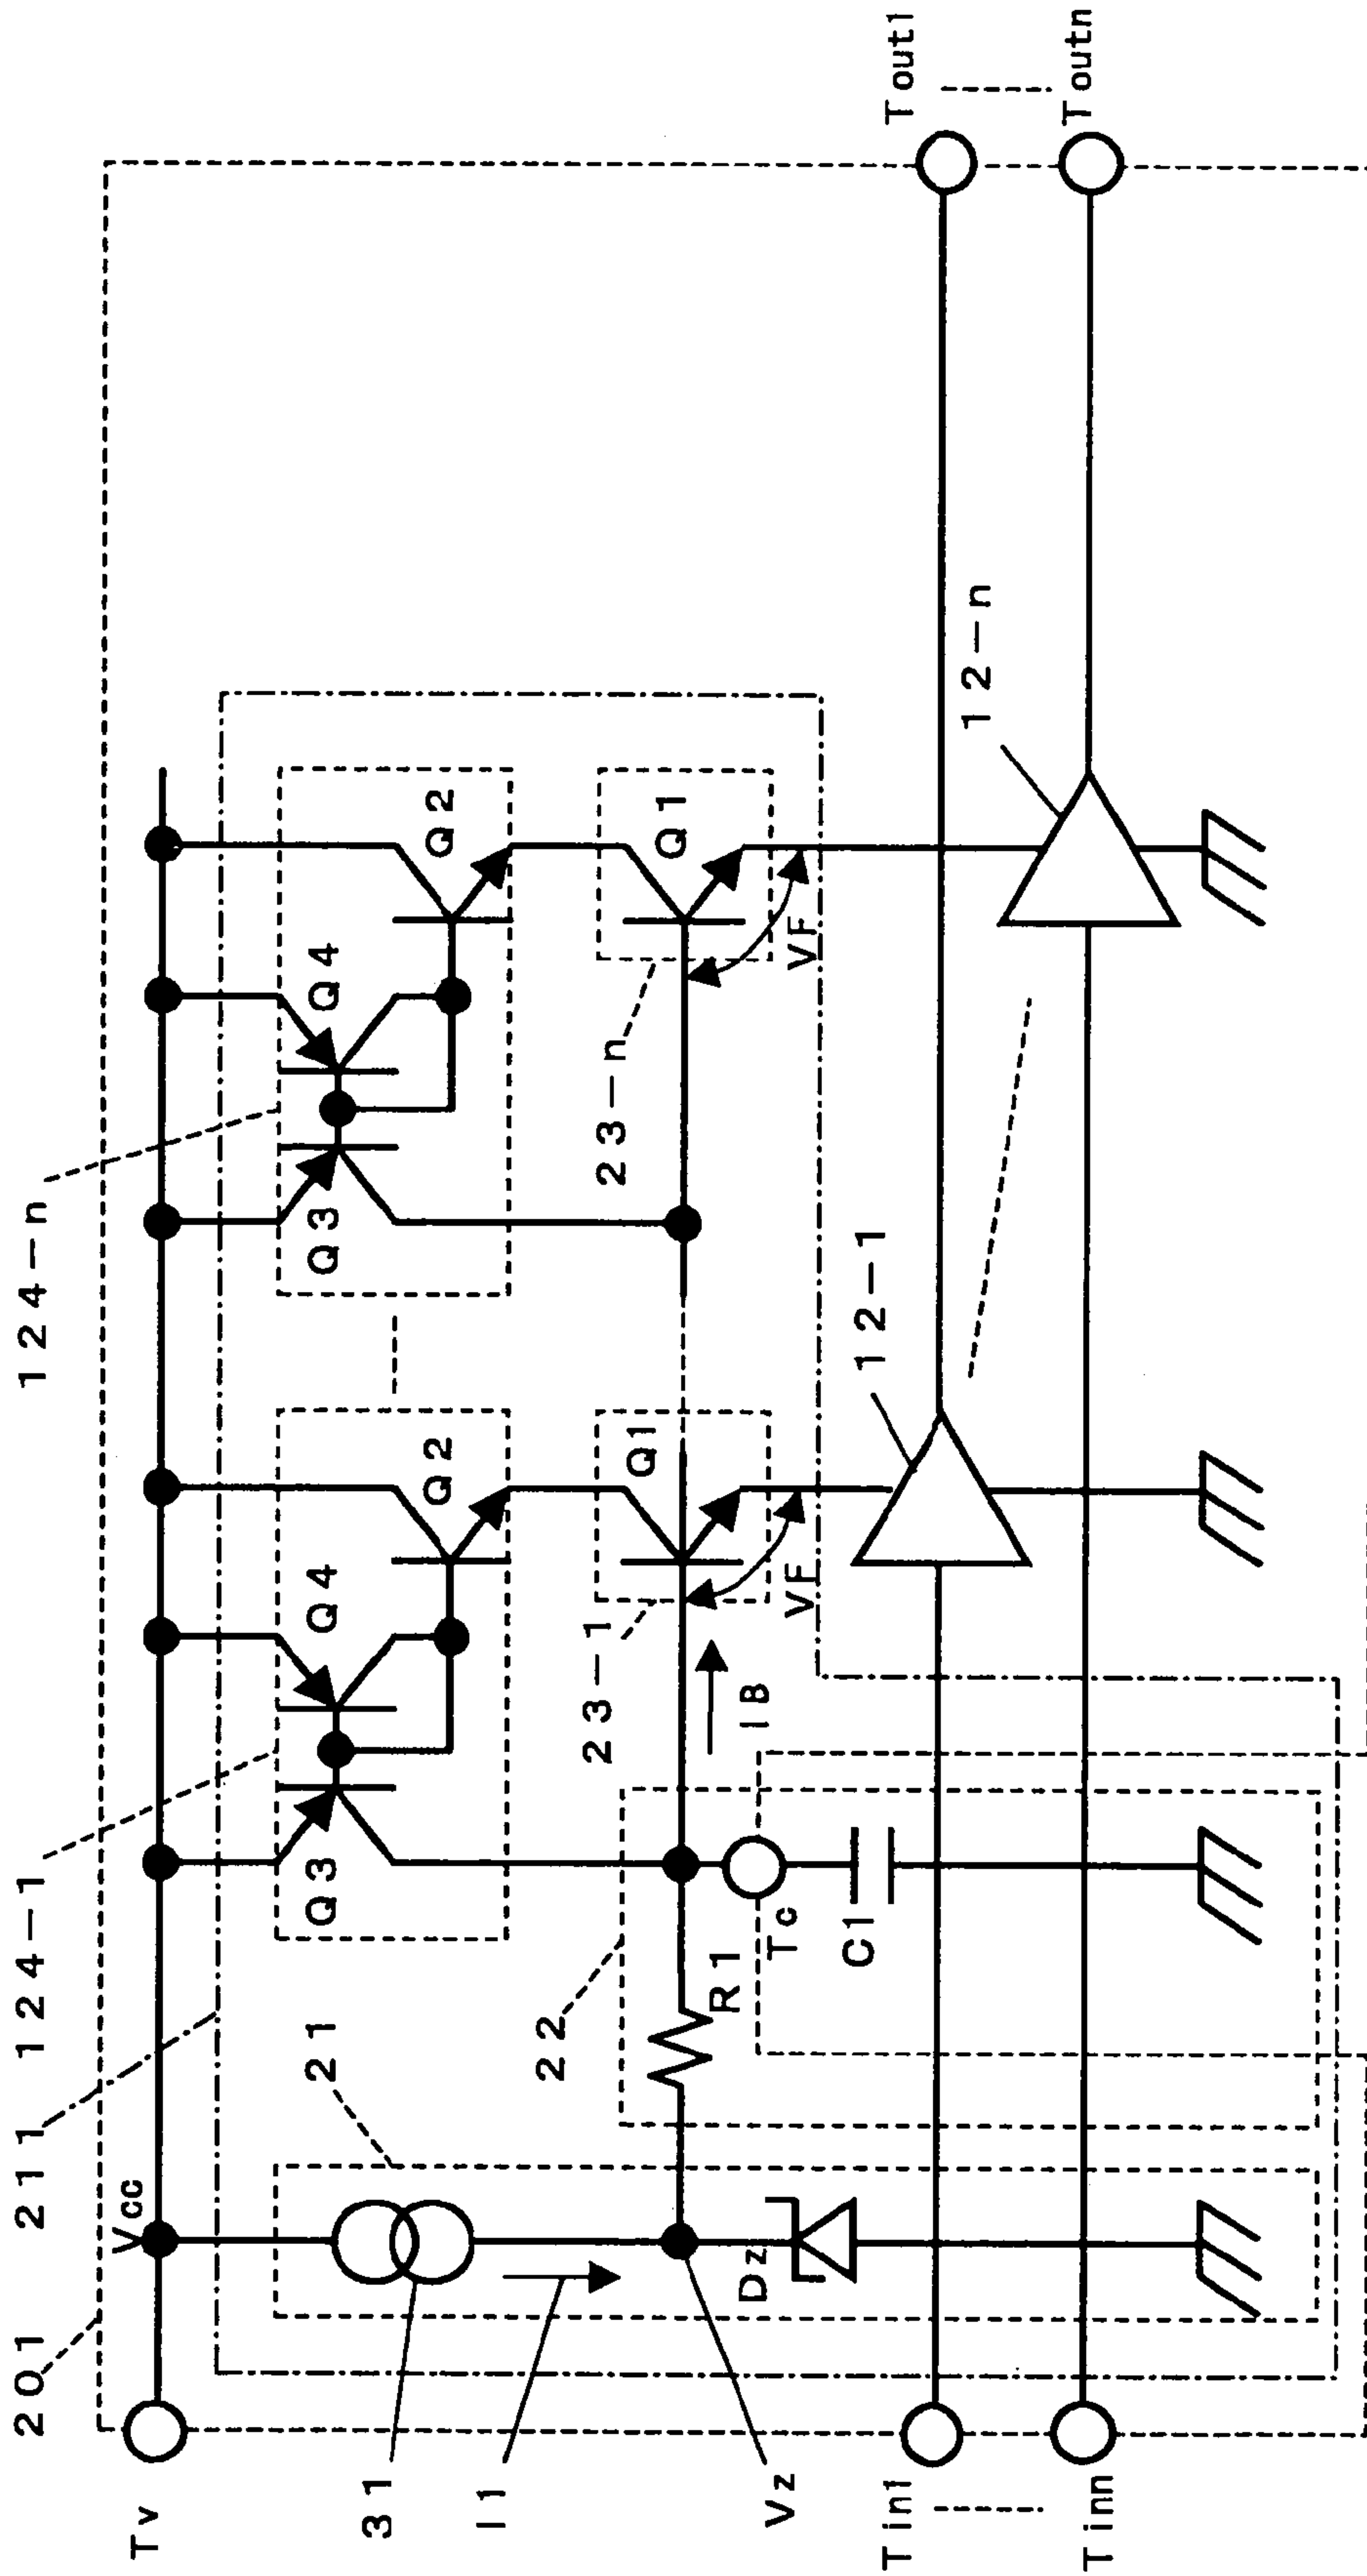 201
211
124-1
124-n
Tv
Vcc
31
21
I1
Vz
Dz
22
R1
Tc
C1
Q3
Q4
Q2
Q1
23-1
IB
VF
12-1
Q3
Q4
Q2
Q1
23-n
VF
12-n
Tin1
Tinn
Tout1
Toutn